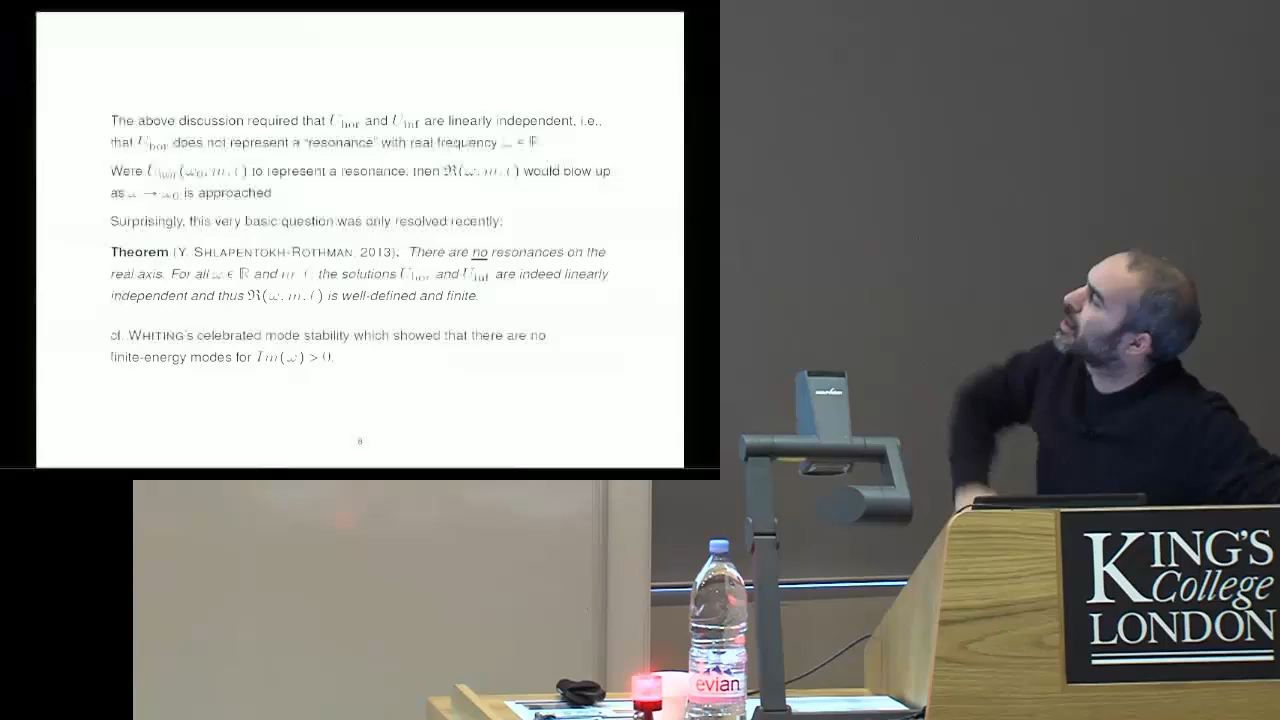 The above discussion required that U_hor and U_inf are linearly independent, i.e.,
that U_hor does not represent a "resonance" with real frequency ω ∈ ℝ.
Were U_hor(ω₀, m, ℓ) to represent a resonance, then ℜ(ω, m, ℓ) would blow up
as ω → ω₀ is approached
Surprisingly, this very basic question was only resolved recently:
Theorem (Y. SHLAPENTOKH-ROTHMAN, 2013). There are no resonances on the
real axis. For all ω ∈ ℝ and m, ℓ, the solutions U_hor and U_inf are indeed linearly
independent and thus ℜ(ω, m, ℓ) is well-defined and finite.
cf. WHITING's celebrated mode stability which showed that there are no
finite-energy modes for Im(ω) > 0.
8
KING'S
College
LONDON
evian